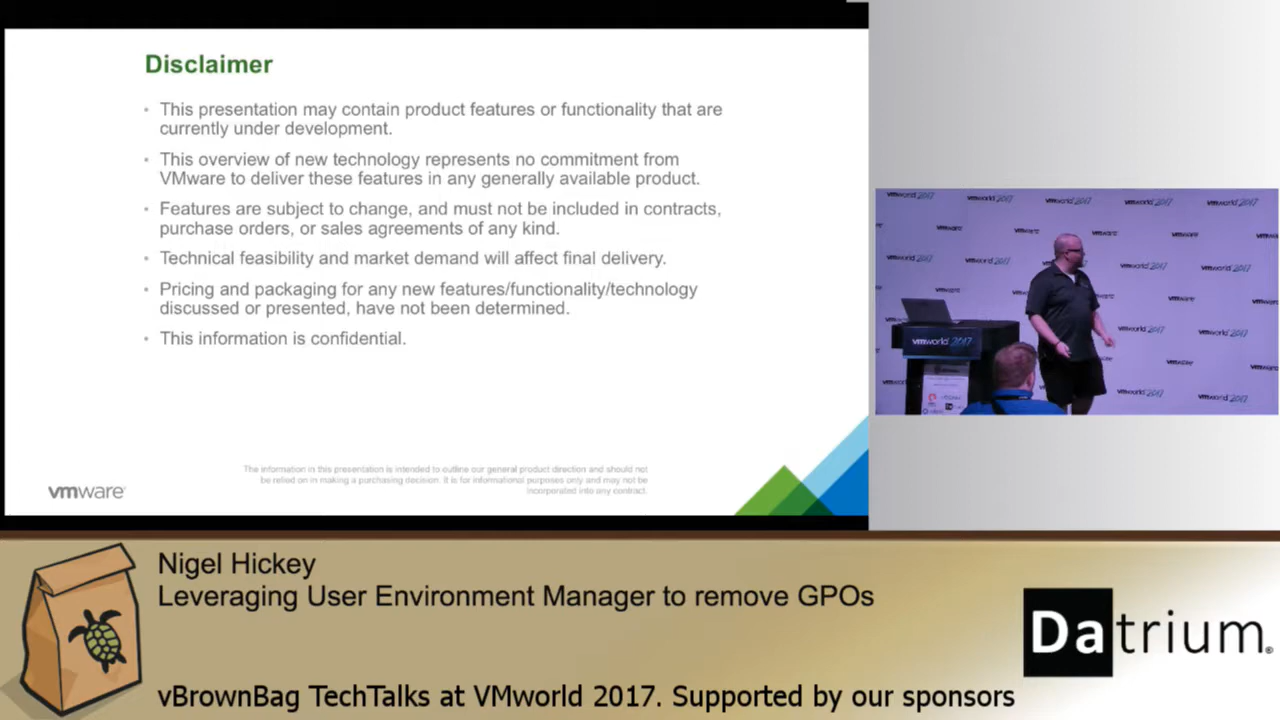 Disclaimer
This presentation may contain product features or functionality that are
currently under development.
This overview of new technology represents no commitment from
VMware to deliver these features in any generally available product.
Features are subject to change, and must not be included in contracts,
purchase orders, or sales agreements of any kind.
Technical feasibility and market demand will affect final delivery.
Pricing and packaging for any new features/functionality/technology
discussed or presented, have not been determined.
This information is confidential.
The information in this presentation is intended to outline our general product direction and should not
be relied on in making a purchasing decision. It is for informational purposes only and may not be
incorporated into any contract.
vmware
vmworld 2017
Nigel Hickey
Leveraging User Environment Manager to remove GPOs
Datrium
vBrownBag TechTalks at VMworld 2017. Supported by our sponsors